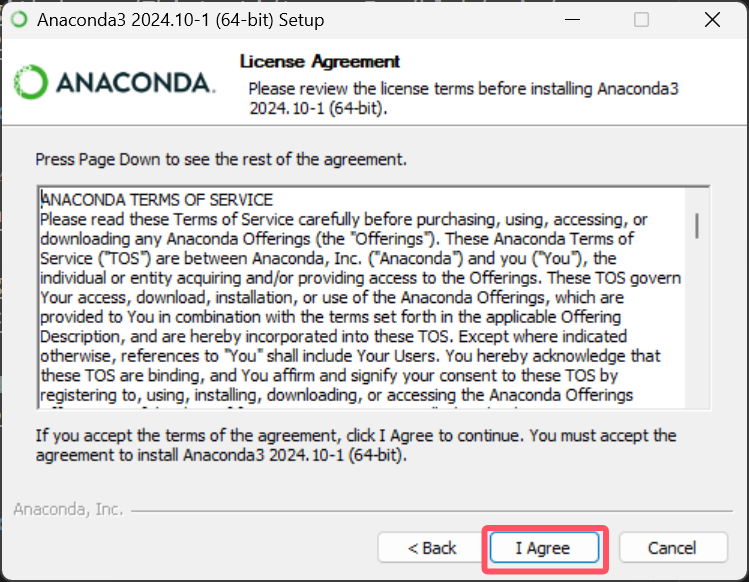 Anaconda3 2024.10-1 (64-bit) Setup
ANACONDA.
License Agreement
Please review the license terms before installing Anaconda3
2024.10-1 (64-bit).
Press Page Down to see the rest of the agreement.
ANACONDA TERMS OF SERVICE
Please read these Terms of Service carefully before purchasing, using, accessing, or
downloading any Anaconda Offerings (the "Offerings"). These Anaconda Terms of
Service ("TOS") are between Anaconda, Inc. ("Anaconda") and you ("You"), the
individual or entity acquiring and/or providing access to the Offerings. These TOS govern
Your access, download, installation, or use of the Anaconda Offerings, which are
provided to You in combination with the terms set forth in the applicable Offering
Description, and are hereby incorporated into these TOS. Except where indicated
otherwise, references to "You" shall include Your Users. You hereby acknowledge that
these TOS are binding, and You affirm and signify your consent to these TOS by
registering to, using, installing, downloading, or accessing the Anaconda Offerings
If you accept the terms of the agreement, click I Agree to continue. You must accept the
agreement to install Anaconda3 2024.10-1 (64-bit).
Anaconda, Inc.
< Back
I Agree
Cancel